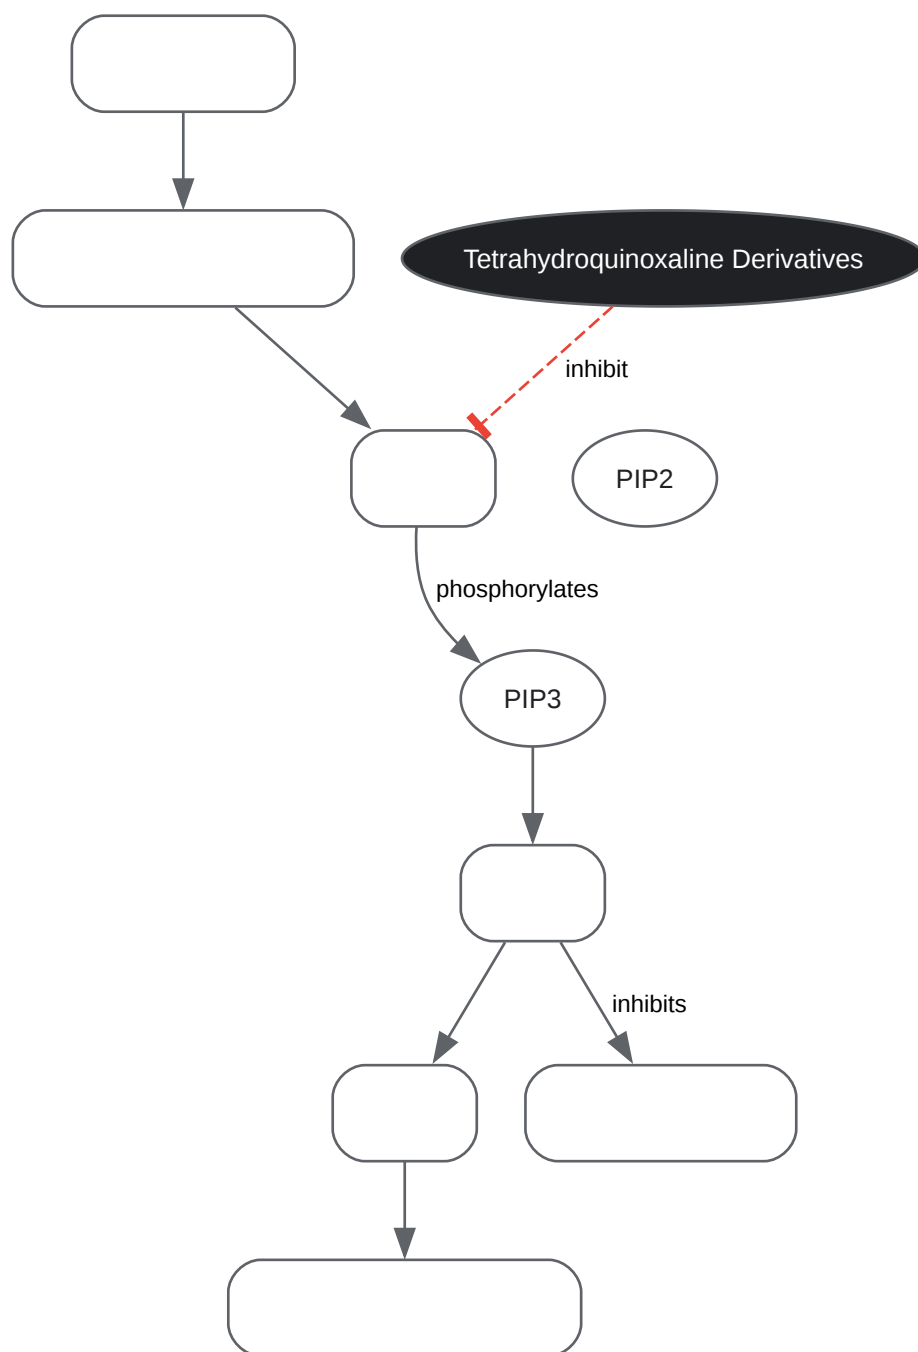 Tetrahydroquinoxaline Derivatives
inhibit
PIP2
phosphorylates
PIP3
inhibits